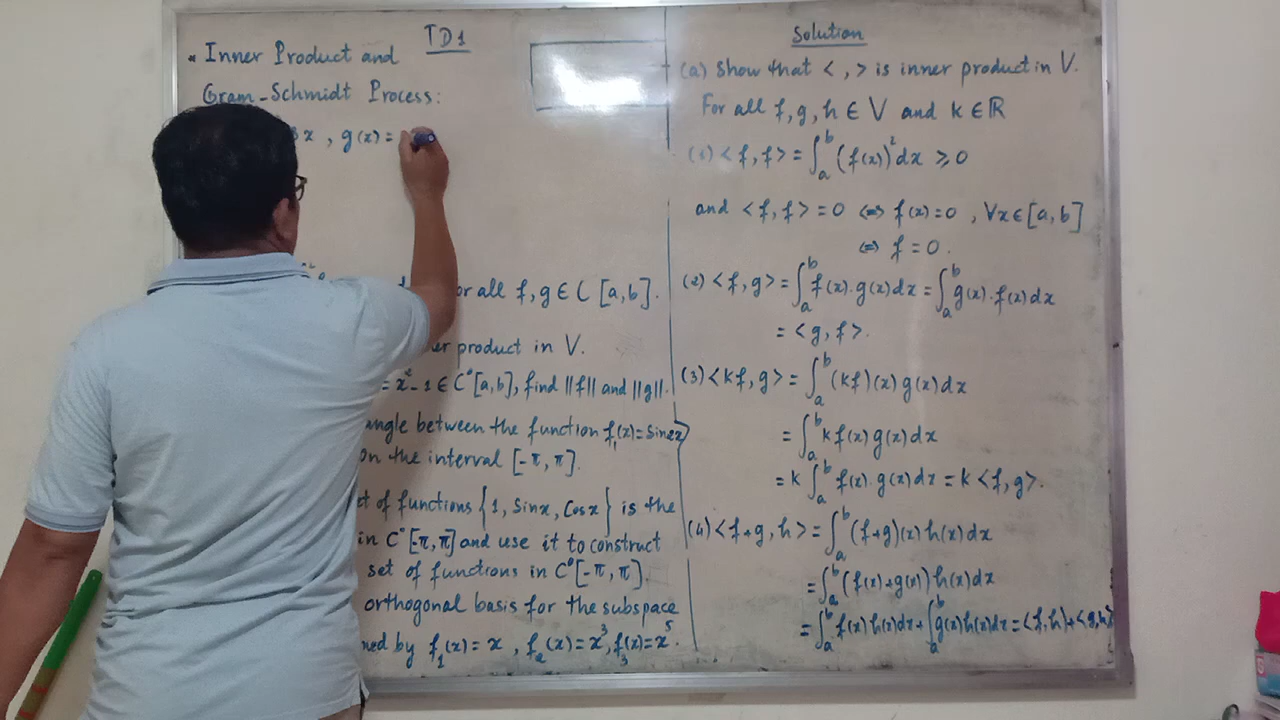 TD1
* Inner Product and
Gram-Schmidt Process:
3x , g(x) =
for all f, g ∈ C [a, b].
product in V.
= x² - 1 ∈ C°[a, b], find ||f|| and ||g||.
angle between the function f₁(x) = Sin2x
on the interval [-π, π].
of functions {1, Sinx, Cosx} is the
in C°[-π, π] and use it to construct
set of functions in C°[-π, π].
orthogonal basis for the subspace
by f₁(x) = x , f₂(x) = x³, f₃(x) = x⁵.
Solution
(a) Show that < , > is inner product in V.
For all f, g, h ∈ V and k ∈ ℝ
(1) < f, f > = ∫ₐᵇ (f(x))² dx ≥ 0
and < f, f > = 0 ⇔ f(x) = 0 , ∀x ∈ [a, b]
⇔ f = 0.
(2) < f, g > = ∫ₐᵇ f(x). g(x) dx = ∫ₐᵇ g(x). f(x) dx
= < g, f >.
(3) < kf, g > = ∫ₐᵇ (kf)(x) g(x) dx
= ∫ₐᵇ k f(x) g(x) dx
= k ∫ₐᵇ f(x). g(x) dx = k < f, g >.
(4) < f + g, h > = ∫ₐᵇ (f+g)(x) h(x) dx
= ∫ₐᵇ (f(x) + g(x)) h(x) dx
= ∫ₐᵇ f(x) h(x) dx + ∫ₐᵇ g(x) h(x) dx = <f, h> + <g, h>